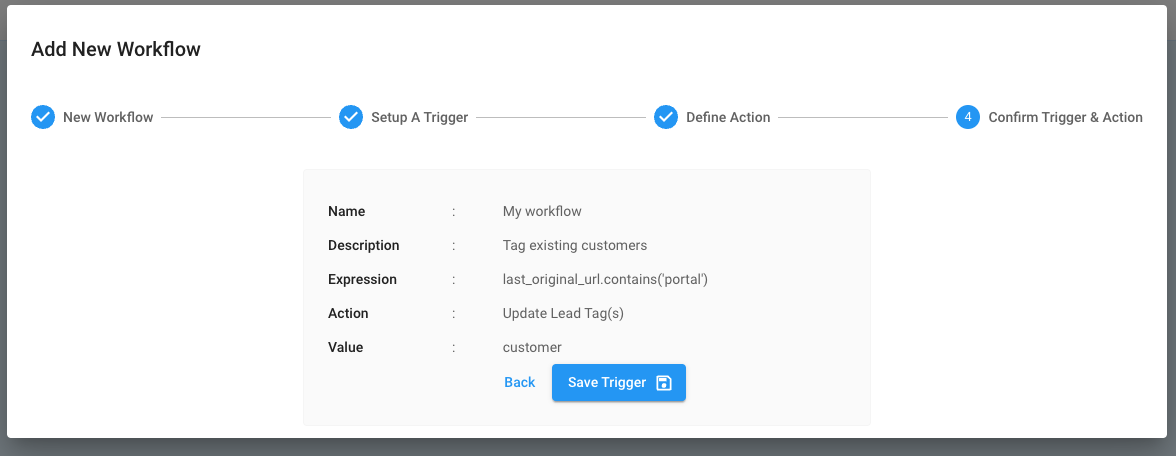 Add New Workflow
New Workflow Setup A Trigger Define Action 4 Confirm Trigger & Action
Name : My workflow
Description : Tag existing customers
Expression : last_original_url.contains('portal')
Action : Update Lead Tag(s)
Value : customer
Back Save Trigger